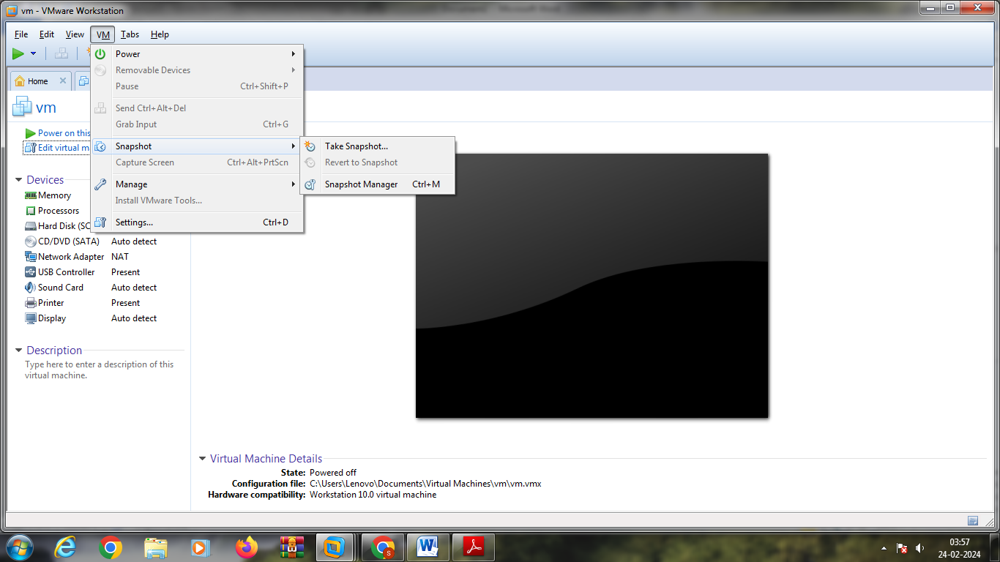 vm - VMware Workstation
File Edit View VM Tabs Help
Power
Removable Devices
Pause Ctrl+Shift+P
Send Ctrl+Alt+Del
Grab Input Ctrl+G
Snapshot
Capture Screen Ctrl+Alt+PrtScn
Manage
Install VMware Tools...
Settings... Ctrl+D
Take Snapshot...
Revert to Snapshot
Snapshot Manager Ctrl+M
Home
vm
Power on this
Edit virtual m
Devices
Memory
Processors
Hard Disk (SC
CD/DVD (SATA) Auto detect
Network Adapter NAT
USB Controller Present
Sound Card Auto detect
Printer Present
Display Auto detect
Description
Type here to enter a description of this
virtual machine.
Virtual Machine Details
State: Powered off
Configuration file: C:\Users\Lenovo\Documents\Virtual Machines\vm\vm.vmx
Hardware compatibility: Workstation 10.0 virtual machine
03:57
24-02-2024